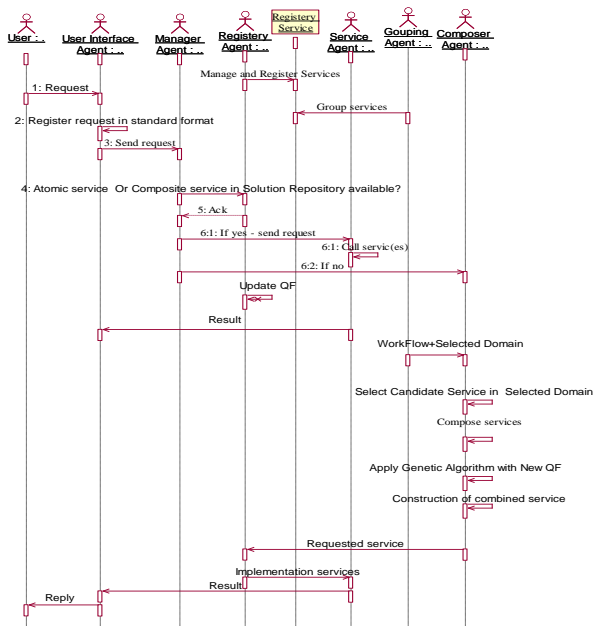 Registery
Service
User : .
User Interface
Agent : ..
Manager
Agent : ..
Registery
Agent : ..
Service
Agent : ..
Gouping
Agent : ..
Composer
Agent : ..
Manage and Register Services
1: Request
Group services
2: Register request in standard format
3: Send request
4: Atomic service Or Composite service in Solution Repository available?
5: Ack
6:1: If yes - send request
6:1: Call servic(es)
6:2: If no
Update QF
Result
WorkFlow+Selected Domain
Select Candidate Service in Selected Domain
Compose services
Apply Genetic Algorithm with New QF
Construction of combined service
Requested service
Implementation services
Result
Reply